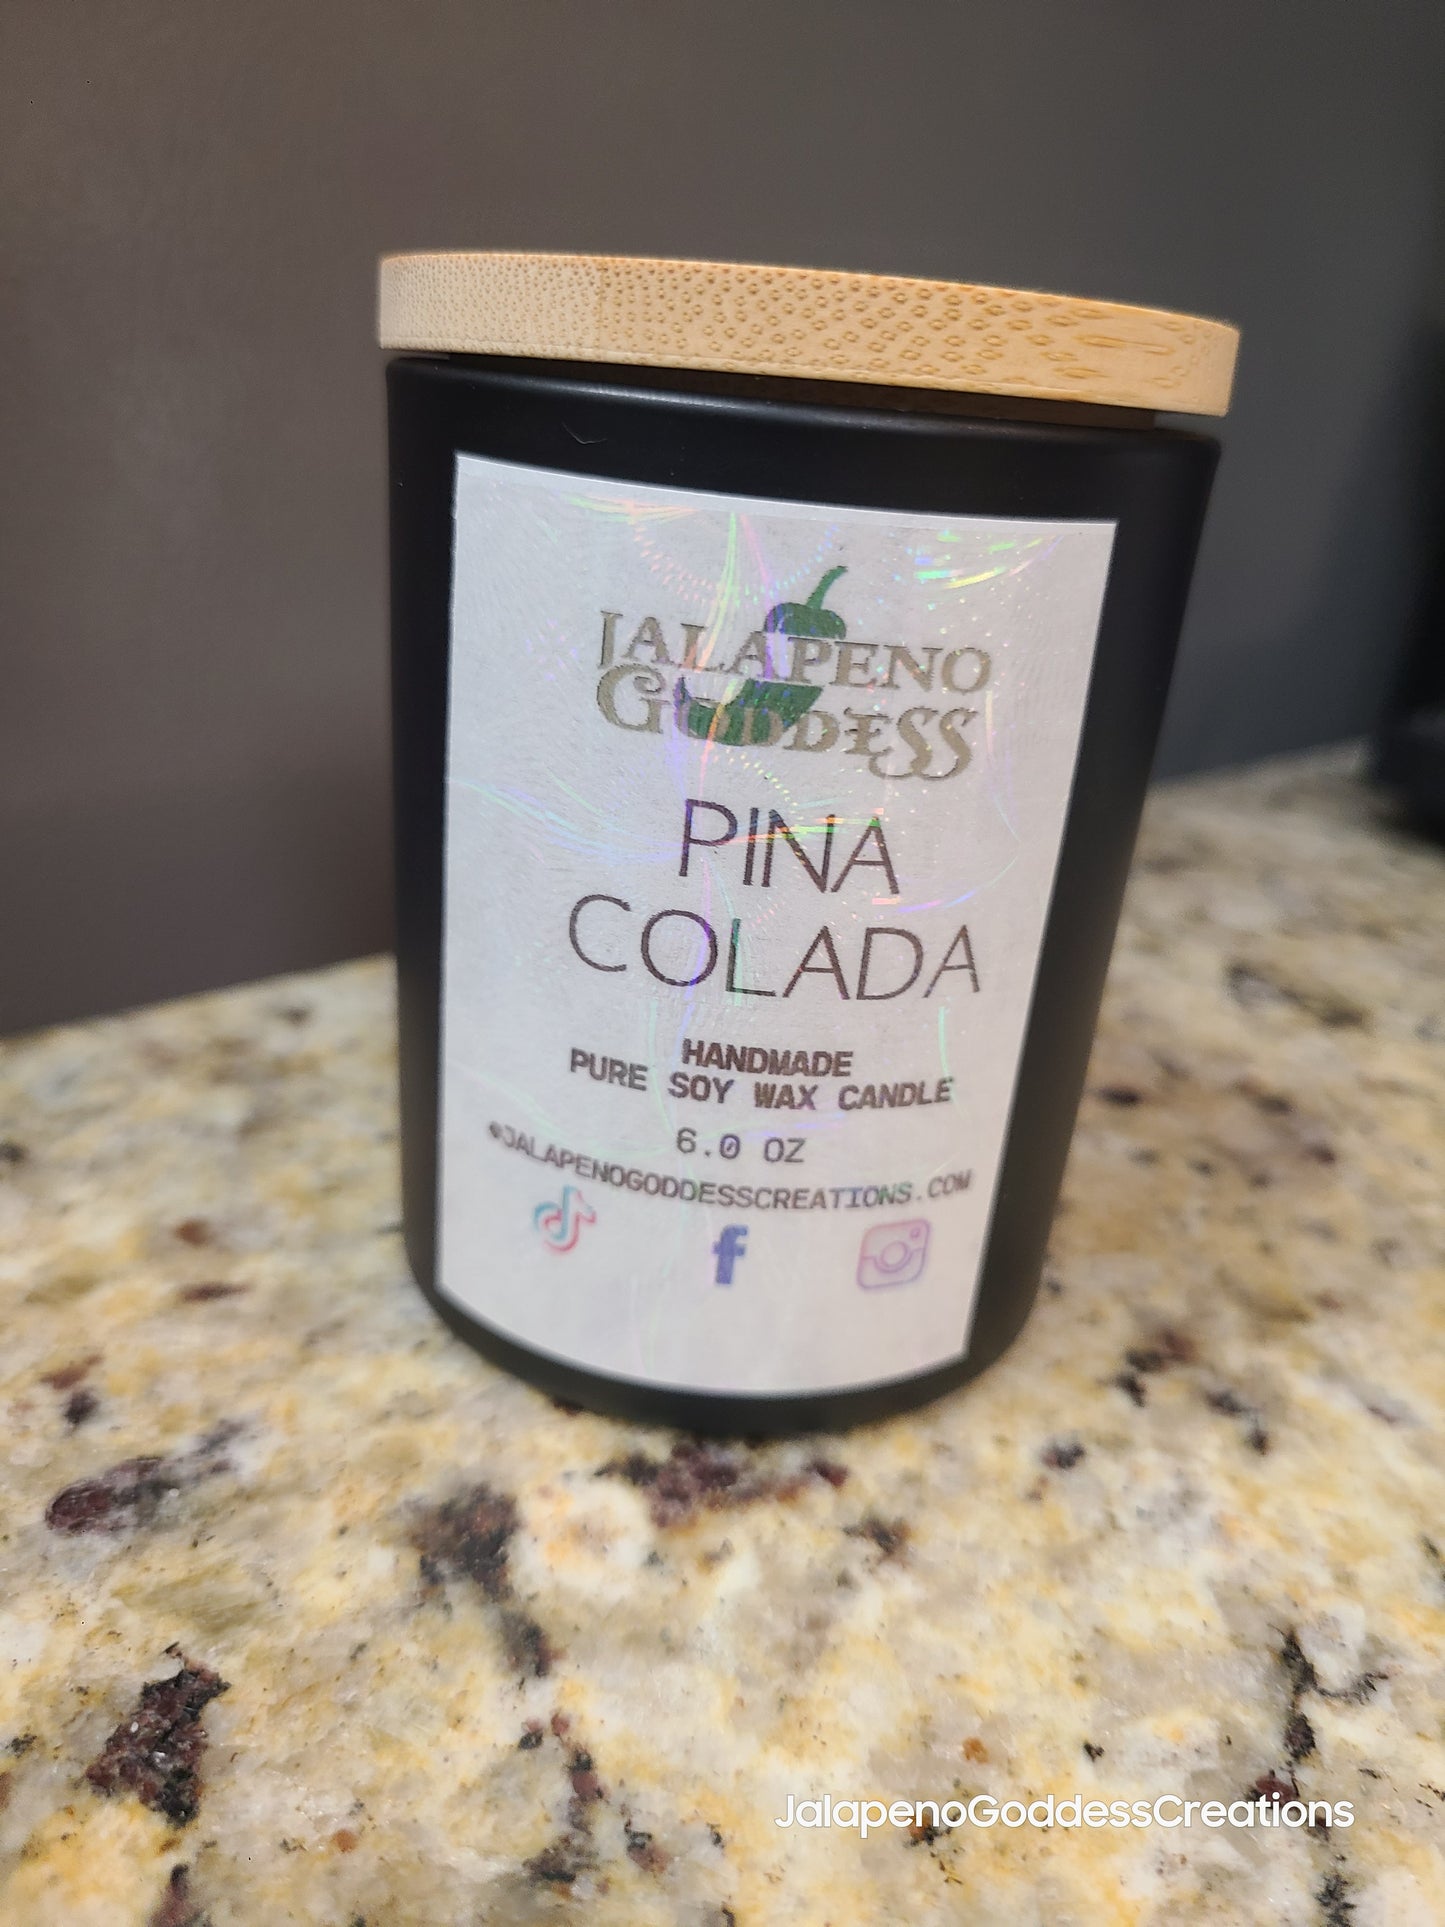 JALAPENO
GODDESS
PINA
COLADA
HANDMADE
PURE SOY WAX CANDLE
6.0 OZ
@JALAPENOGODDESSCREATIONS.COM
JalapenoGoddessCreations